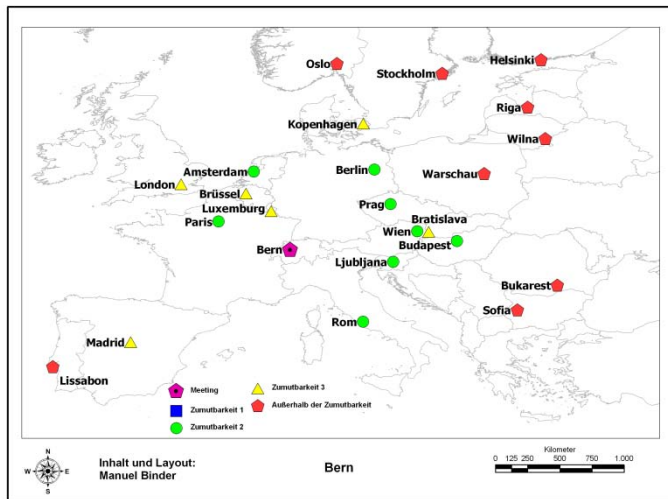 Oslo
Helsinki
Stockholm
Riga
Kopenhagen
Wilna
Amsterdam
Berlin
Warschau
London
Brüssel
Luxemburg
Prag
Paris
Bratislava
Wien
Budapest
Bern
Ljubljana
Bukarest
Sofia
Rom
Madrid
Lissabon
Meeting
Zumutbarkeit 1
Zumutbarkeit 2
Zumutbarkeit 3
Außerhalb der Zumutbarkeit
N
W E
S
Inhalt und Layout:
Manuel Binder
Bern
Kilometer
0 125 250 500 750 1.000